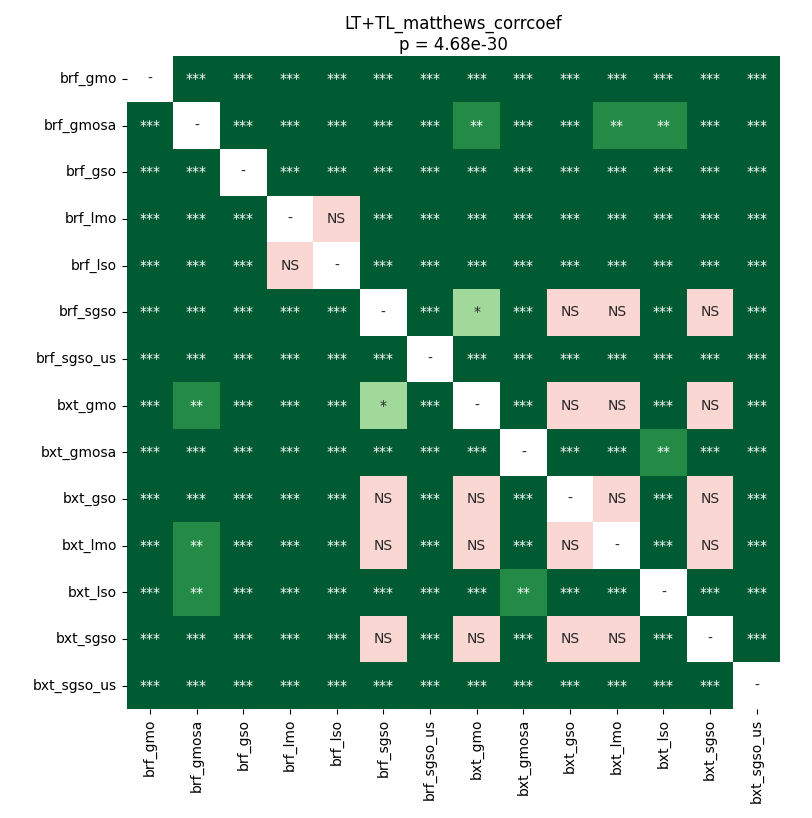 LT+TL_matthews_corrcoef
p = 4.68e-30
brf_gmo - *** *** *** *** *** *** *** *** *** *** *** *** ***
brf_gmosa *** - *** *** *** *** *** ** *** *** ** ** *** ***
brf_gso *** *** - *** *** *** *** *** *** *** *** *** *** ***
brf_lmo *** *** *** - NS *** *** *** *** *** *** *** *** ***
brf_lso *** *** *** NS - *** *** *** *** *** *** *** *** ***
brf_sgso *** *** *** *** *** - *** * *** NS NS *** NS ***
brf_sgso_us *** *** *** *** *** *** - *** *** *** *** *** *** ***
bxt_gmo *** ** *** *** *** * *** - *** NS NS *** NS ***
bxt_gmosa *** *** *** *** *** *** *** *** - *** *** ** *** ***
bxt_gso *** *** *** *** *** NS *** NS *** - NS *** NS ***
bxt_lmo *** ** *** *** *** NS *** NS *** NS - *** NS ***
bxt_lso *** ** *** *** *** *** *** *** ** *** *** - *** ***
bxt_sgso *** *** *** *** *** NS *** NS *** NS NS *** - ***
bxt_sgso_us *** *** *** *** *** *** *** *** *** *** *** *** *** -
brf_gmo brf_gmosa brf_gso brf_lmo brf_lso brf_sgso brf_sgso_us bxt_gmo bxt_gmosa bxt_gso bxt_lmo bxt_lso bxt_sgso bxt_sgso_us